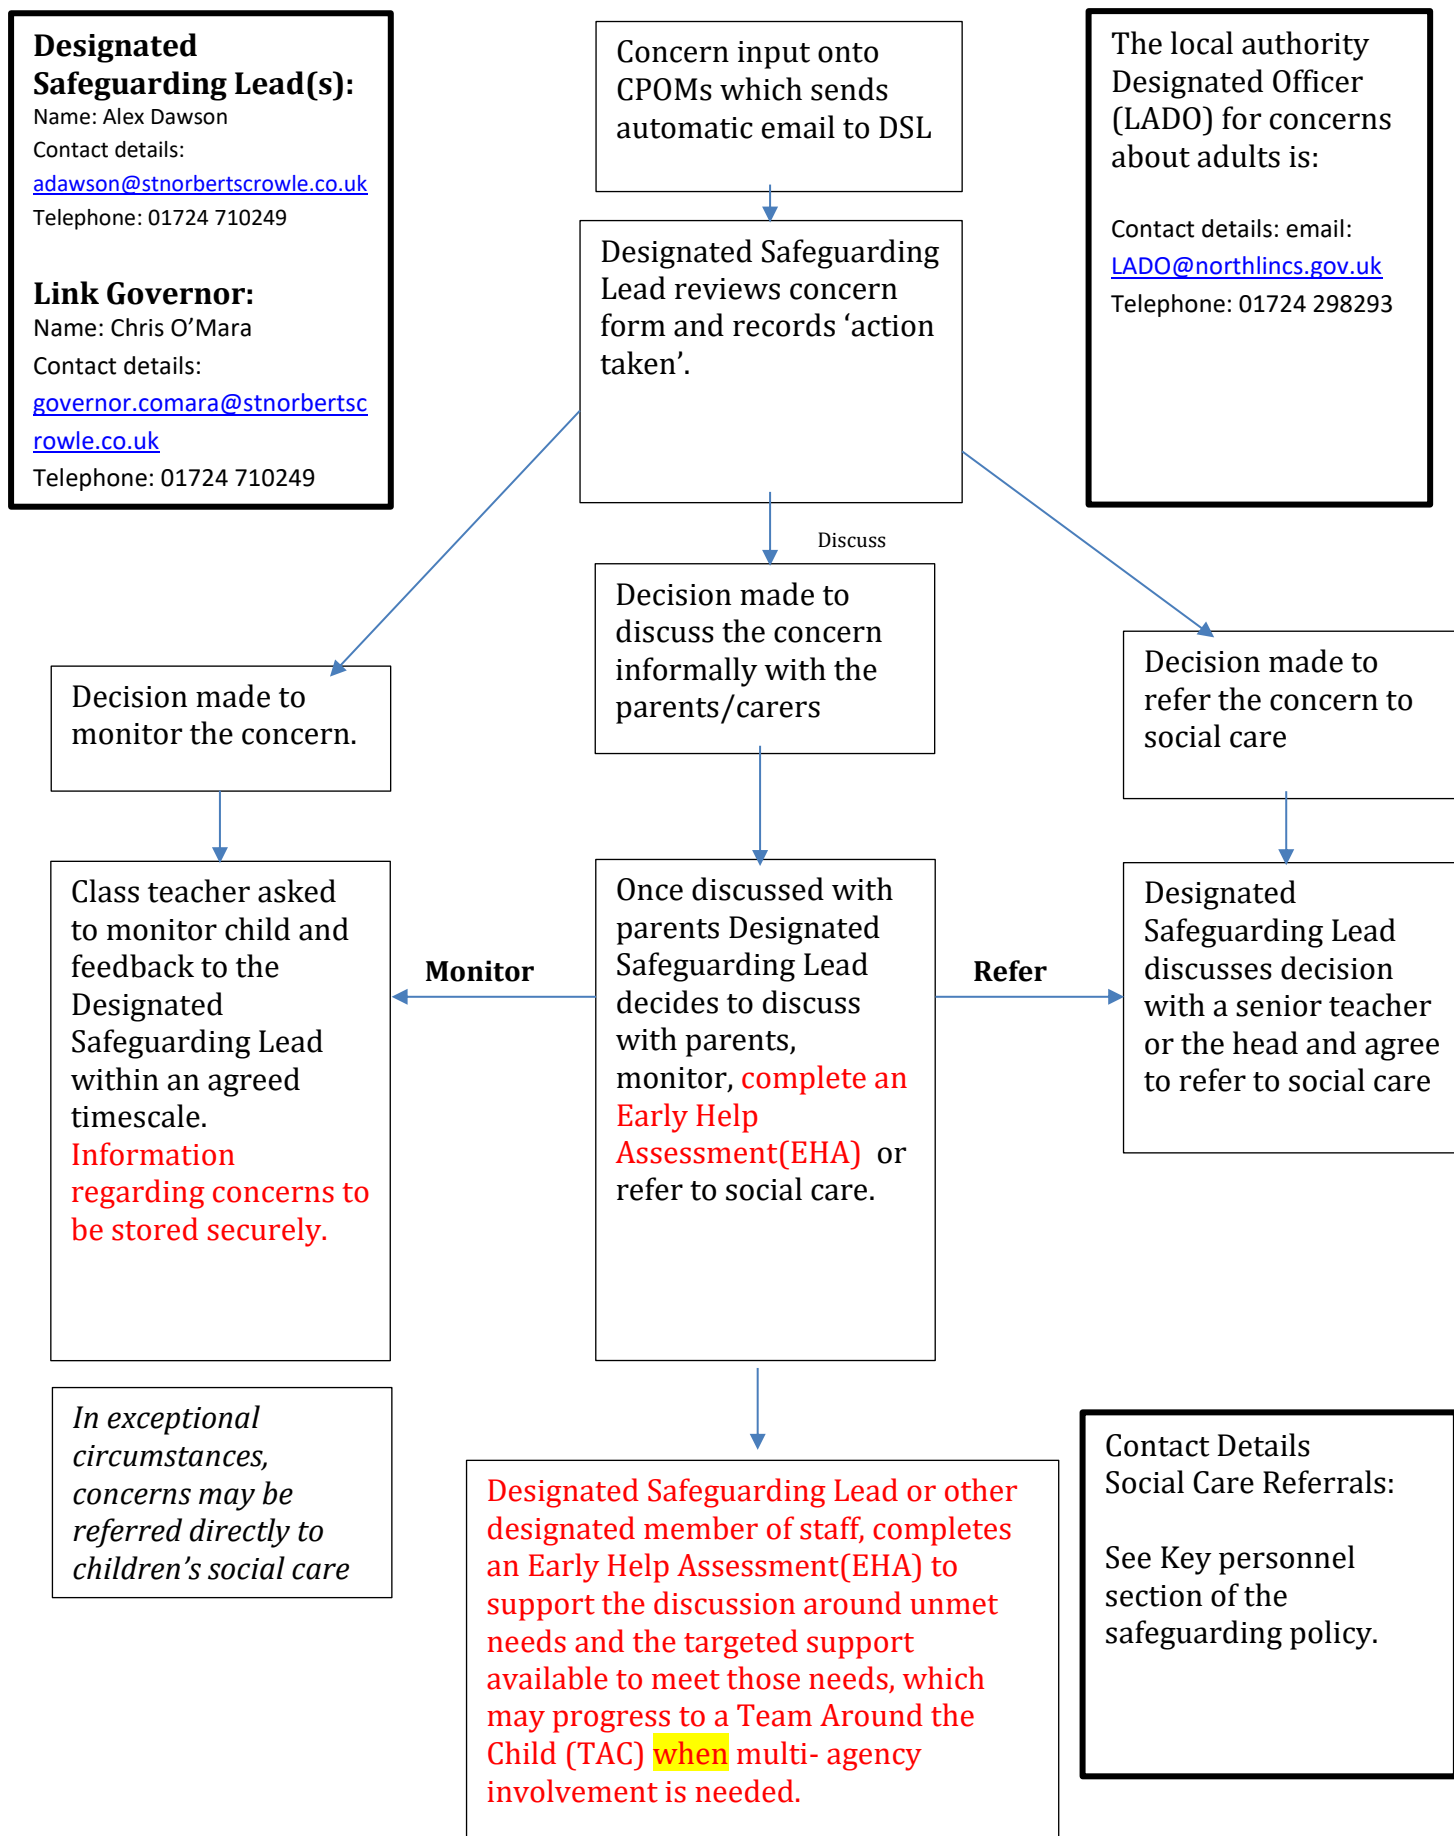 Designated
Safeguarding Lead(s):
Name: Alex Dawson
Contact details:
adawson@stnorbertscrowle.co.uk
Telephone: 01724 710249
Link Governor:
Name: Chris O’Mara
Contact details:
governor.comara@stnorbertsc
rowle.co.uk
Telephone: 01724 710249
Concern input onto
CPOMs which sends
automatic email to DSL
The local authority
Designated Officer
(LADO) for concerns
about adults is:
Contact details: email:
LADO@northlincs.gov.uk
Telephone: 01724 298293
Designated Safeguarding
Lead reviews concern
form and records ‘action
taken’.
Discuss
Decision made to
monitor the concern.
Decision made to
discuss the concern
informally with the
parents/carers
Decision made to
refer the concern to
social care
Class teacher asked
to monitor child and
feedback to the
Designated
Safeguarding Lead
within an agreed
timescale.
Information
regarding concerns to
be stored securely.
Monitor
Once discussed with
parents Designated
Safeguarding Lead
decides to discuss
with parents,
monitor, complete an
Early Help
Assessment(EHA) or
refer to social care.
Refer
Designated
Safeguarding Lead
discusses decision
with a senior teacher
or the head and agree
to refer to social care
In exceptional
circumstances,
concerns may be
referred directly to
children’s social care
Designated Safeguarding Lead or other
designated member of staff, completes
an Early Help Assessment(EHA) to
support the discussion around unmet
needs and the targeted support
available to meet those needs, which
may progress to a Team Around the
Child (TAC) when multi- agency
involvement is needed.
Contact Details
Social Care Referrals:
See Key personnel
section of the
safeguarding policy.